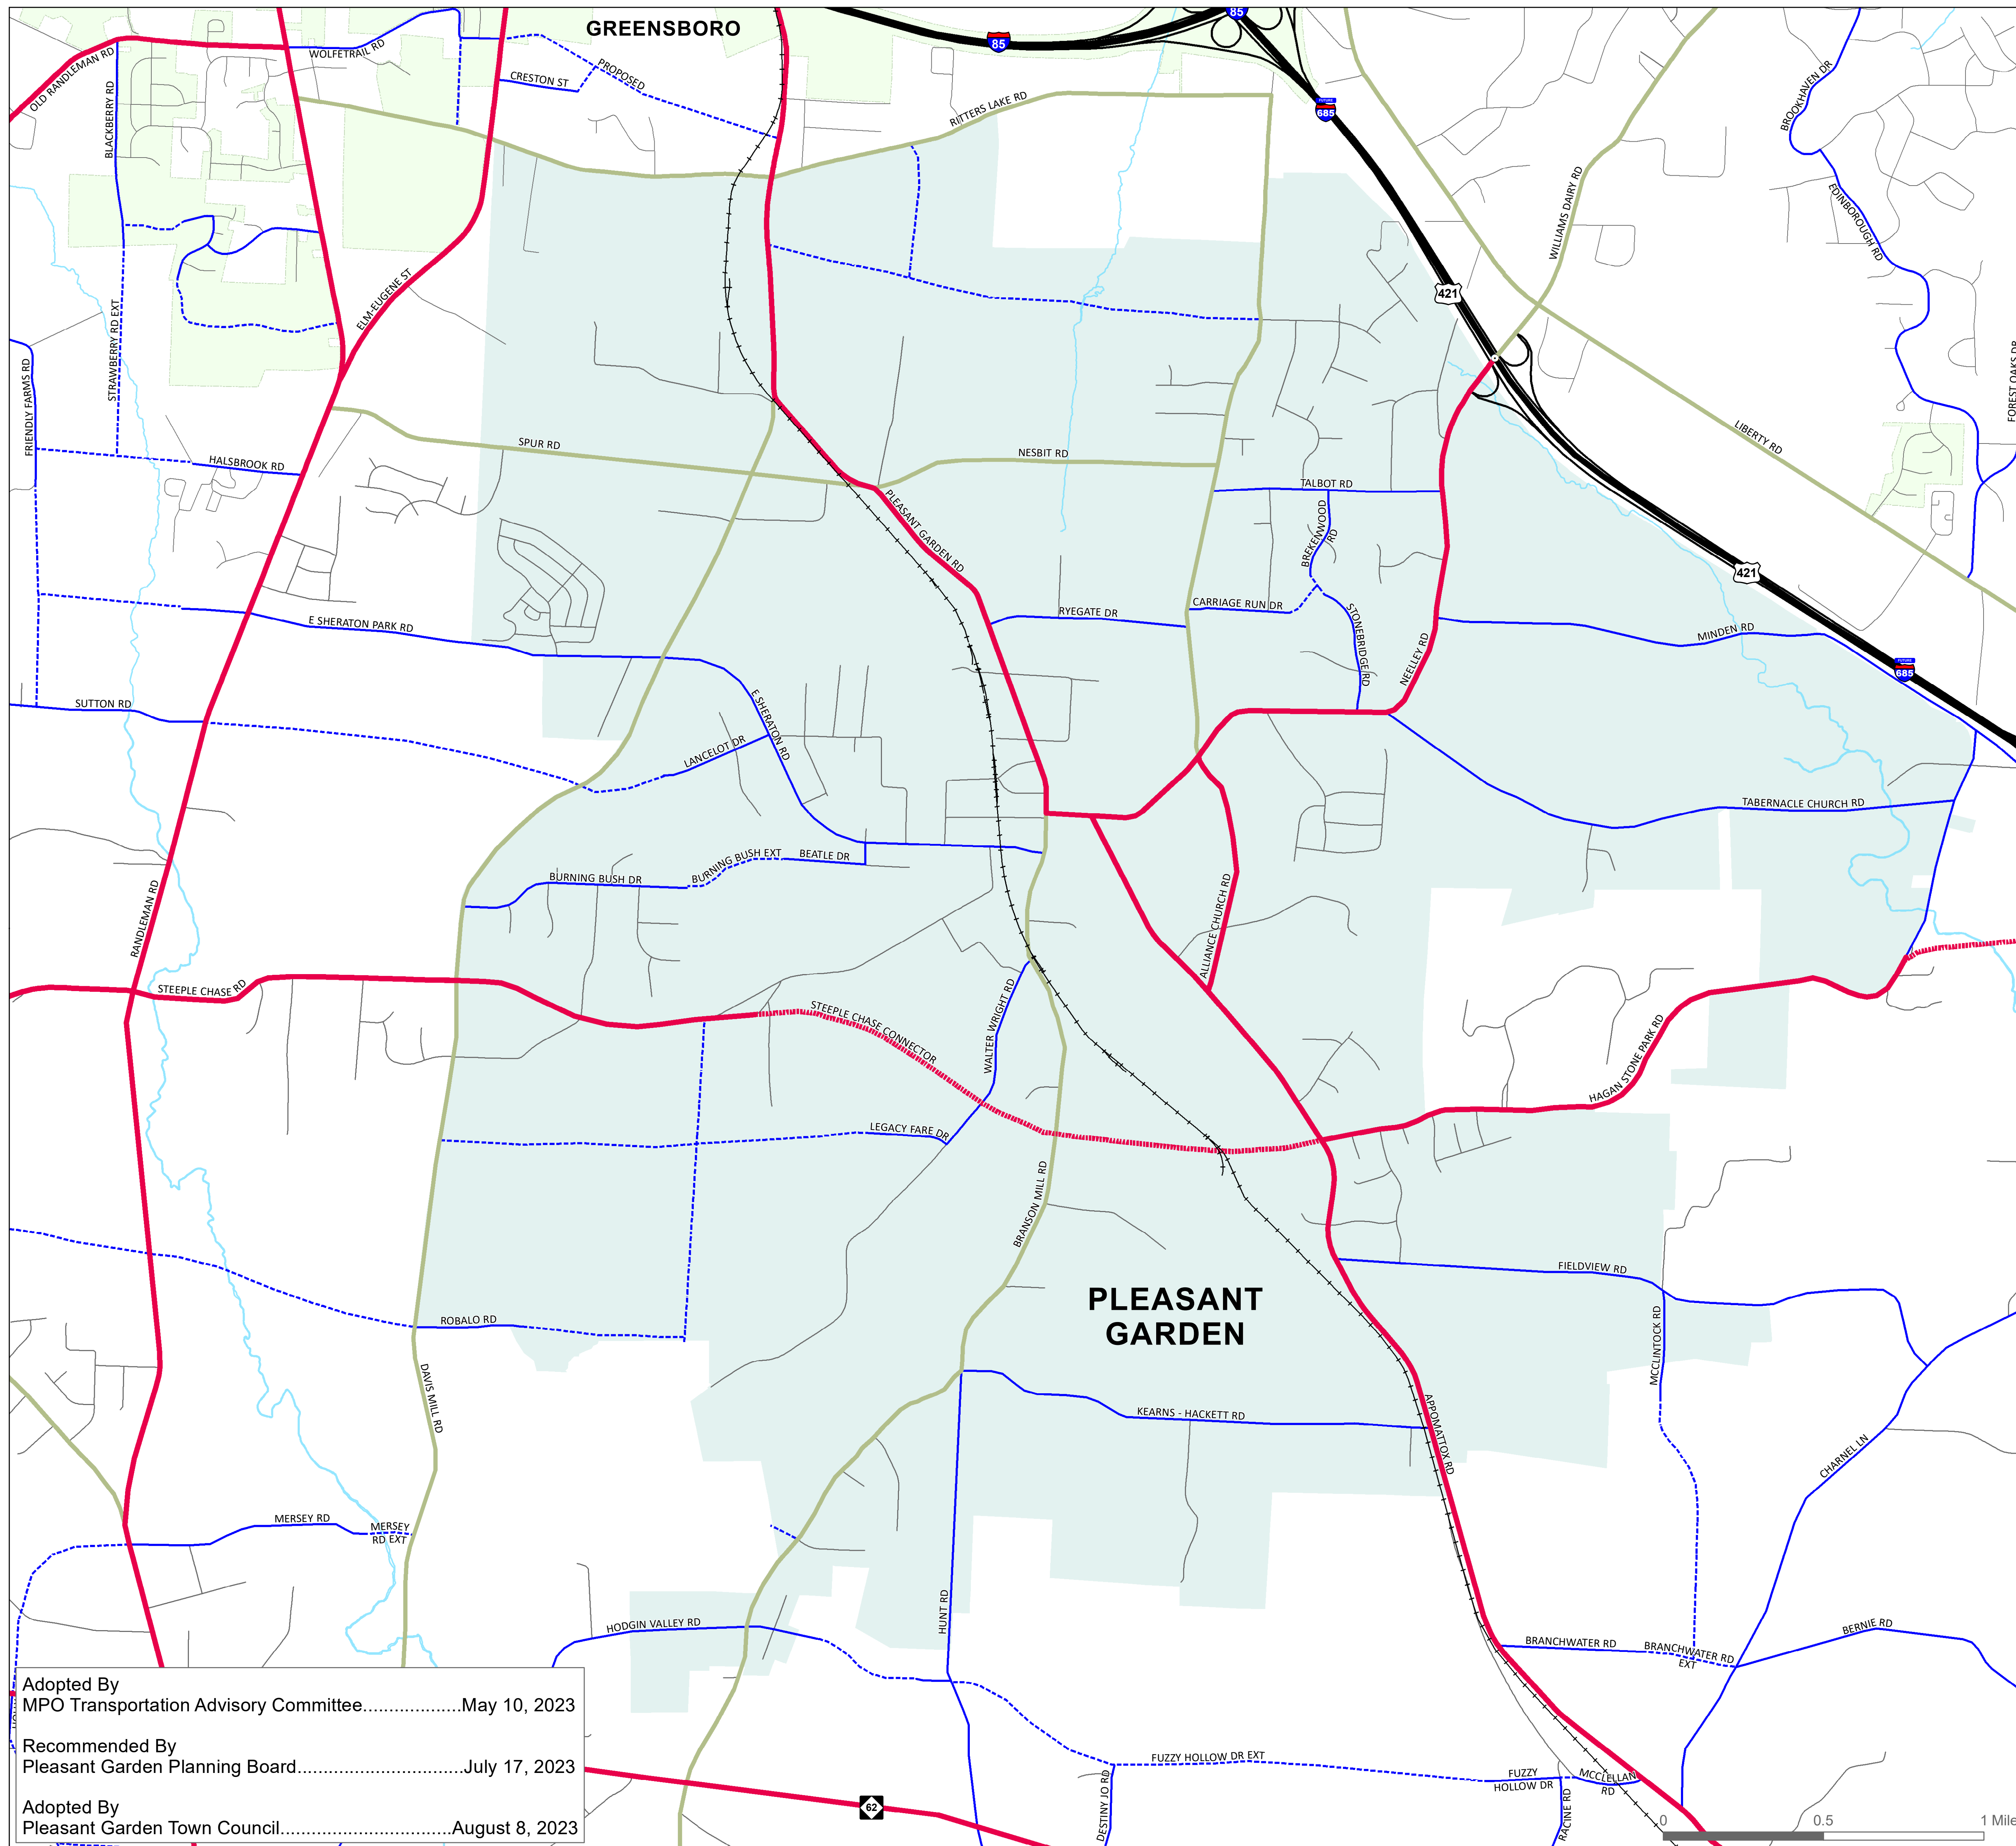 GREENSBORO
85
85
WOLFETRAIL RD
OLD RANDLEMAN RD
BLACKBERRY RD
CRESTON ST
PROPOSED
RITTERS LAKE RD
FUTURE
685
BROOKHAVEN DR
EDINBOROUGH RD
WILLIAMS DAIRY RD
421
ELM-EUGENE ST
STRAWBERRY RD EXT
FRIENDLY FARMS RD
FOREST OAKS DR
LIBERTY RD
HALSBROOK RD
SPUR RD
NESBIT RD
TALBOT RD
PLEASANT GARDEN RD
BREKENWOOD
RD
421
CARRIAGE RUN DR
RYEGATE DR
STONEBRIDGE RD
E SHERATON PARK RD
MINDEN RD
NEELLEY RD
FUTURE
685
SUTTON RD
E SHERATON RD
LANCELOT DR
TABERNACLE CHURCH RD
BURNING BUSH EXT
BEATLE DR
BURNING BUSH DR
RANDLEMAN RD
ALLIANCE CHURCH RD
STEEPLE CHASE RD
STEEPLE CHASE CONNECTOR
WALTER WRIGHT RD
HAGAN STONE PARK RD
LEGACY FARE DR
BRANSON MILL RD
FIELDVIEW RD
PLEASANT
GARDEN
ROBALO RD
MCCLINTOCK RD
DAVIS MILL RD
KEARNS - HACKETT RD
APPOMATTOX RD
CHARNEL LN
MERSEY RD
MERSEY
RD EXT
HUNT RD
HODGIN VALLEY RD
BRANCHWATER RD
BRANCHWATER RD
EXT
BERNIE RD
Adopted By
MPO Transportation Advisory Committee...................May 10, 2023
Recommended By
Pleasant Garden Planning Board................................July 17, 2023
Adopted By
Pleasant Garden Town Council.................................August 8, 2023
62
FUZZY HOLLOW DR EXT
DESTINY JO RD
FUZZY
HOLLOW DR
MCCLELLAN
RD
RACINE RD
0 0.5 1 Mile